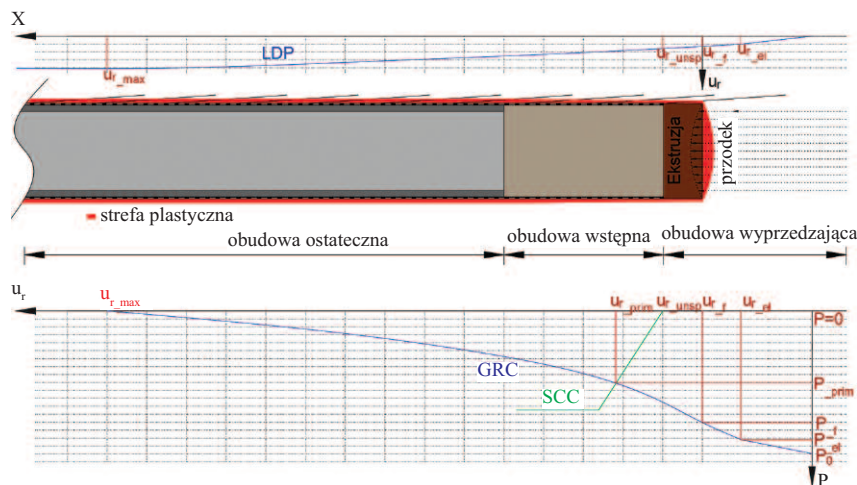 X
LDP
u_r_max
u_r_unsp
u_r_f
u_r_el
u_r
Ekstruzja
przodek
strefa plastyczna
obudowa ostateczna
obudowa wstępna
obudowa wyprzedzająca
u_r
u_r_max
u_r_prim
u_r_unsp
u_r_f
u_r_el
P=0
GRC
SCC
P_prim
P_f
P_el
P_0
P